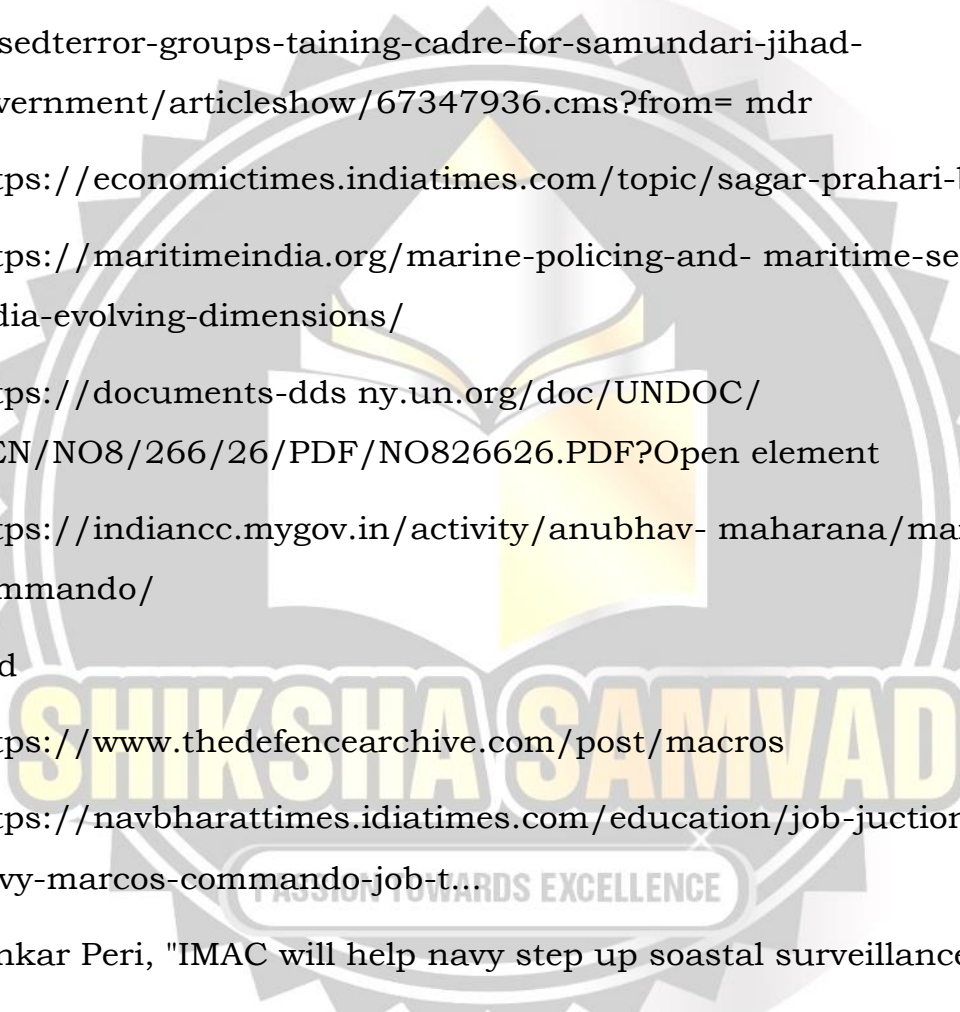 sedterror-groups-taining-cadre-for-samundari-jihad-
vernment/articleshow/67347936.cms?from= mdr
tps://economictimes.indiatimes.com/topic/sagar-prahari-b
tps://maritimeindia.org/marine-policing-and- maritime-se
dia-evolving-dimensions/
tps://documents-dds ny.un.org/doc/UNDOC/
EN/NO8/266/26/PDF/NO826626.PDF?Open element
tps://indiancc.mygov.in/activity/anubhav- maharana/mar
mmando/
d
SHIKSHA SAMVAD
tps://www.thedefencearchive.com/post/macros
tps://navbharattimes.idiatimes.com/education/job-juction
vy-marcos-commando-job-t...
PASSION TOWARDS EXCELLENCE
nkar Peri, "IMAC will help navy step up soastal surveillance